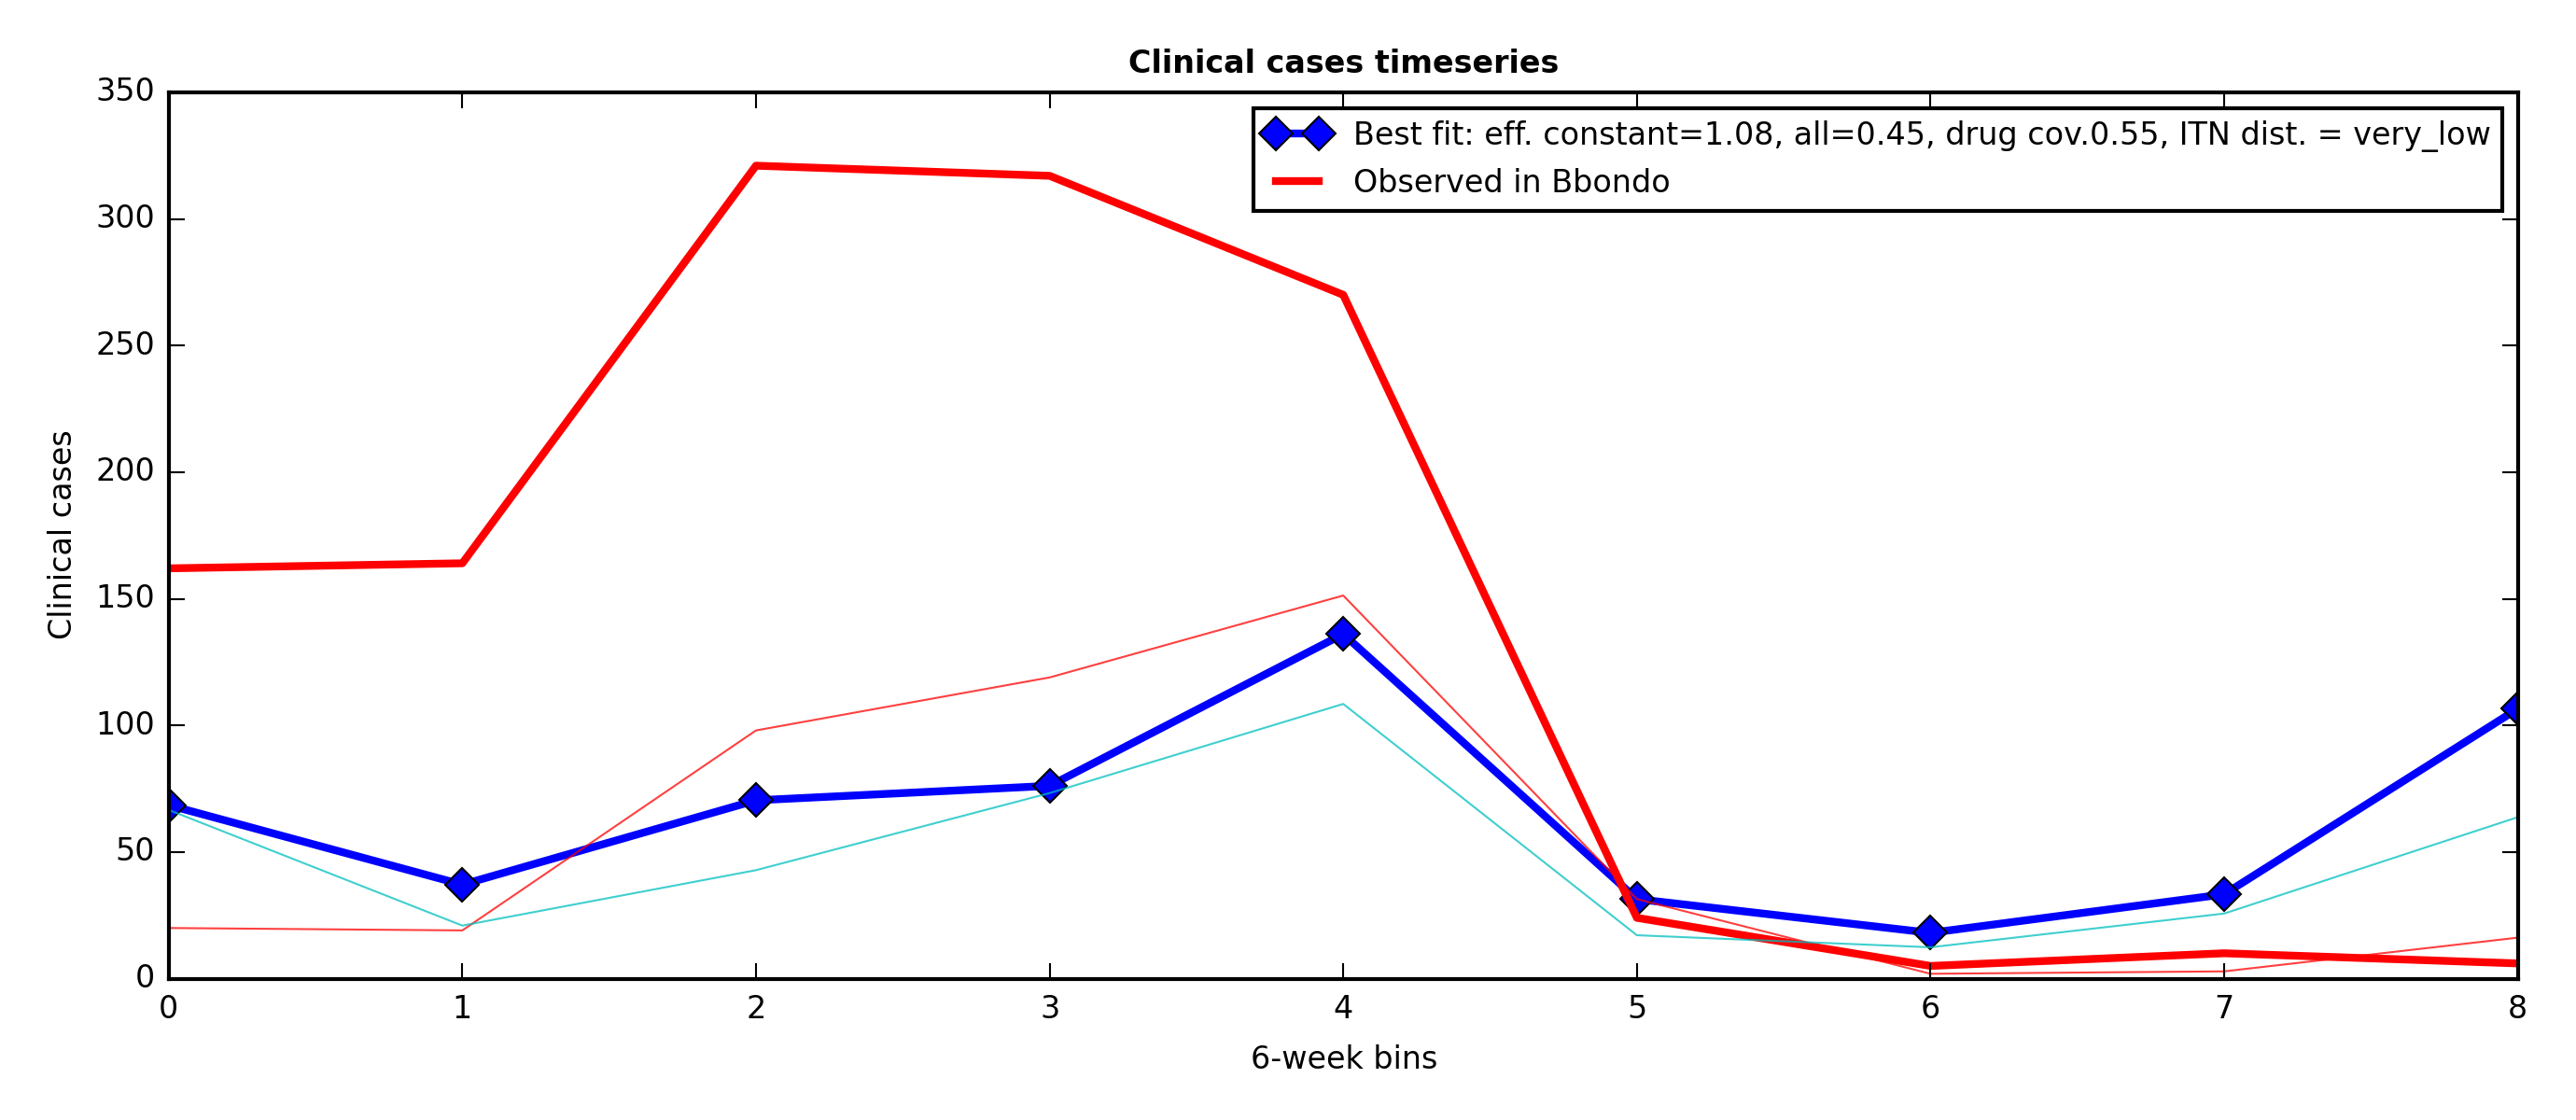 Clinical cases timeseries
Best fit: eff. constant=1.08, all=0.45, drug cov.0.55, ITN dist. = very_low
Observed in Bbondo
Clinical cases
350
300
250
200
150
100
50
0
0 1 2 3 4 5 6 7 8
6-week bins